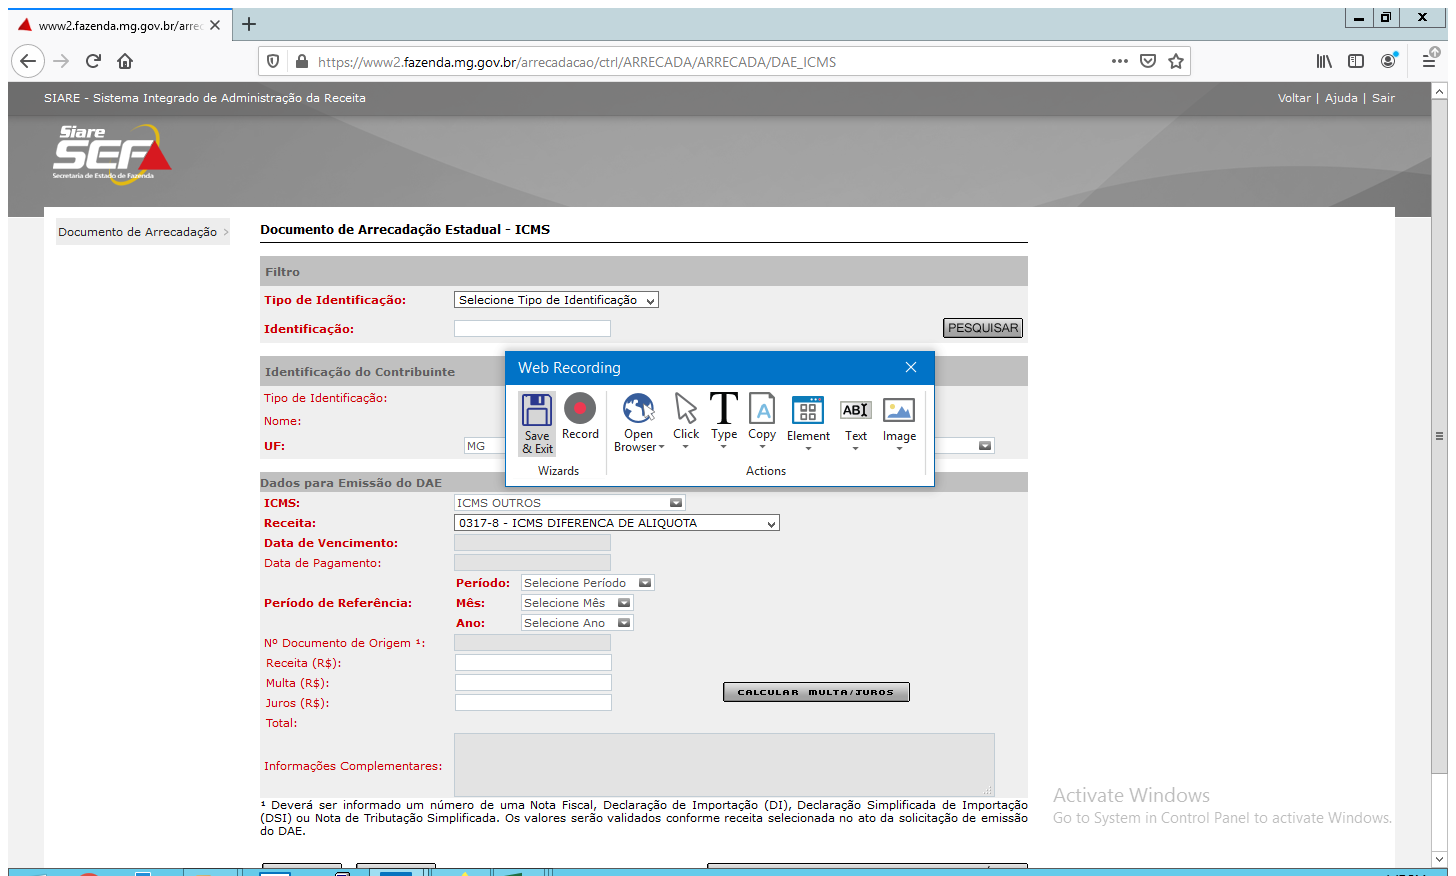 www2.fazenda.mg.gov.br/arrec
https://www2.fazenda.mg.gov.br/arrecadacao/ctrl/ARRECADA/ARRECADA/DAE_ICMS
SIARE - Sistema Integrado de Administração da Receita
Voltar | Ajuda | Sair
Siare
SEF
Secretaria de Estado de Fazenda
Documento de Arrecadação >
Documento de Arrecadação Estadual - ICMS
Filtro
Tipo de Identificação: Selecione Tipo de Identificação
Identificação: PESQUISAR
Identificação do Contribuinte
Tipo de Identificação:
Nome:
UF: MG
Web Recording
Save & Exit
Record
Open Browser
Click
Type
Copy
Element
ABI
Text
Image
Wizards
Actions
Dados para Emissão do DAE
ICMS: ICMS OUTROS
Receita: 0317-8 - ICMS DIFERENCA DE ALIQUOTA
Data de Vencimento:
Data de Pagamento:
Período de Referência:
Período: Selecione Período
Mês: Selecione Mês
Ano: Selecione Ano
Nº Documento de Origem ¹:
Receita (R$):
Multa (R$):
CALCULAR MULTA/JUROS
Juros (R$):
Total:
Informações Complementares:
¹ Deverá ser informado um número de uma Nota Fiscal, Declaração de Importação (DI), Declaração Simplificada de Importação
(DSI) ou Nota de Tributação Simplificada. Os valores serão validados conforme receita selecionada no ato da solicitação de emissão
do DAE.
Activate Windows
Go to System in Control Panel to activate Windows.